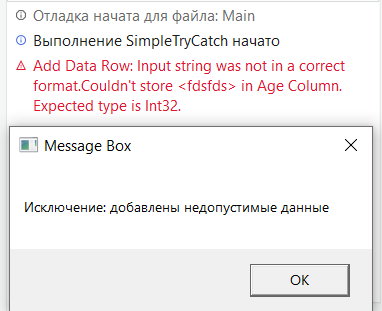 Отладка начата для файла: Main
Выполнение SimpleTryCatch начато
Add Data Row: Input string was not in a correct
format.Couldn't store <fdsfds> in Age Column.
Expected type is Int32.
Message Box
Исключение: добавлены недопустимые данные
OK